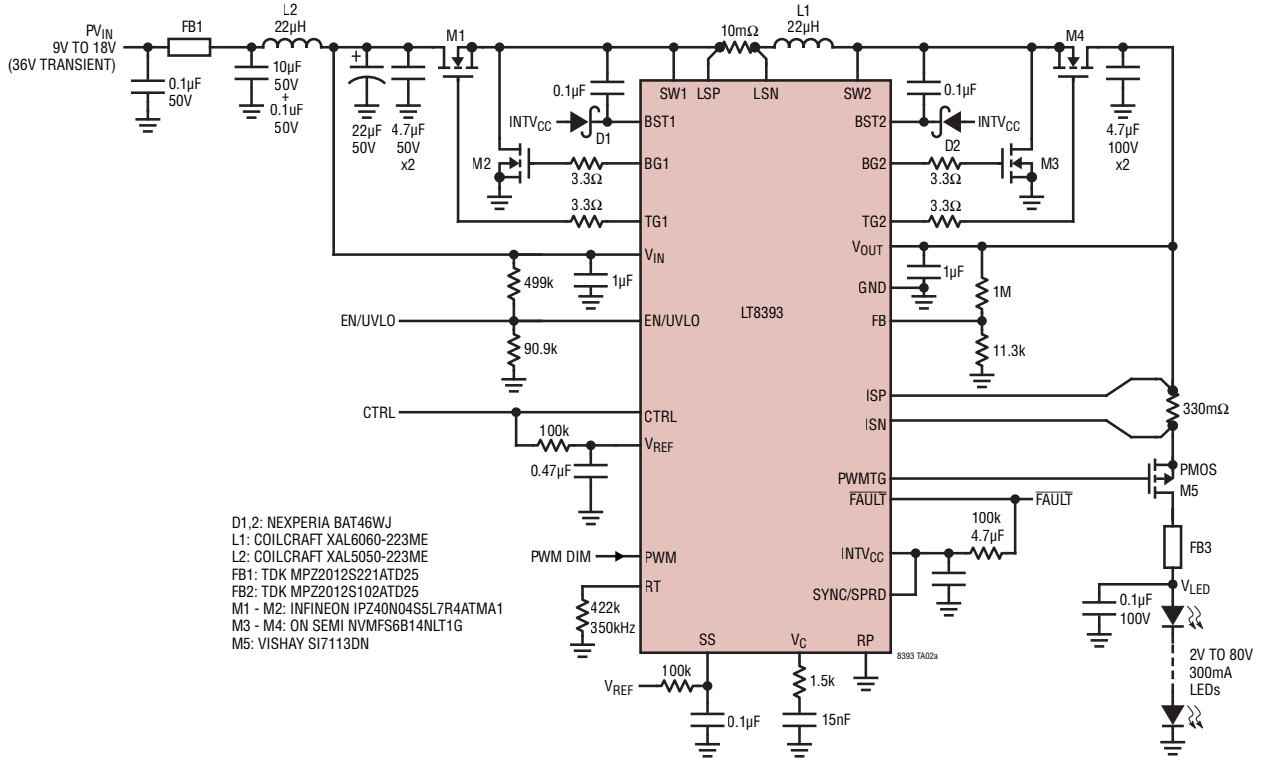 PVIN
9V TO 18V
(36V TRANSIENT)
FB1
L2
22µH
0.1µF
50V
10µF
50V
+
0.1uF
50V
+
22µF
50V
4.7µF
50V
x2
M1
M2
0.1µF
INTVCC
D1
3.3Ω
3.3Ω
10mΩ
L1
22µH
SW1
LSP
LSN
SW2
BST1
BG1
TG1
VIN
EN/UVLO
CTRL
VREF
PWM
RT
SS
VC
RP
LT8393
BST2
BG2
TG2
VOUT
GND
FB
ISP
ISN
PWMTG
FAULT
INTVCC
SYNC/SPRD
0.1µF
INTVCC
D2
3.3Ω
3.3Ω
M3
M4
4.7µF
100V
x2
499k
1µF
EN/UVLO
90.9k
CTRL
100k
0.47µF
PWM DIM
422k
350kHz
1µF
1M
11.3k
330mΩ
PMOS
M5
FAULT
100k
4.7µF
FB3
VLED
0.1µF
100V
2V TO 80V
300mA
LEDs
D1,2: NEXPERIA BAT46WJ
L1: COILCRAFT XAL6060-223ME
L2: COILCRAFT XAL5050-223ME
FB1: TDK MPZ2012S221ATD25
FB2: TDK MPZ2012S102ATD25
M1 - M2: INFINEON IPZ40N04S5L7R4ATMA1
M3 - M4: ON SEMI NVMFS6B14NLT1G
M5: VISHAY SI7113DN
VREF
100k
0.1µF
1.5k
15nF
8393 TA02a